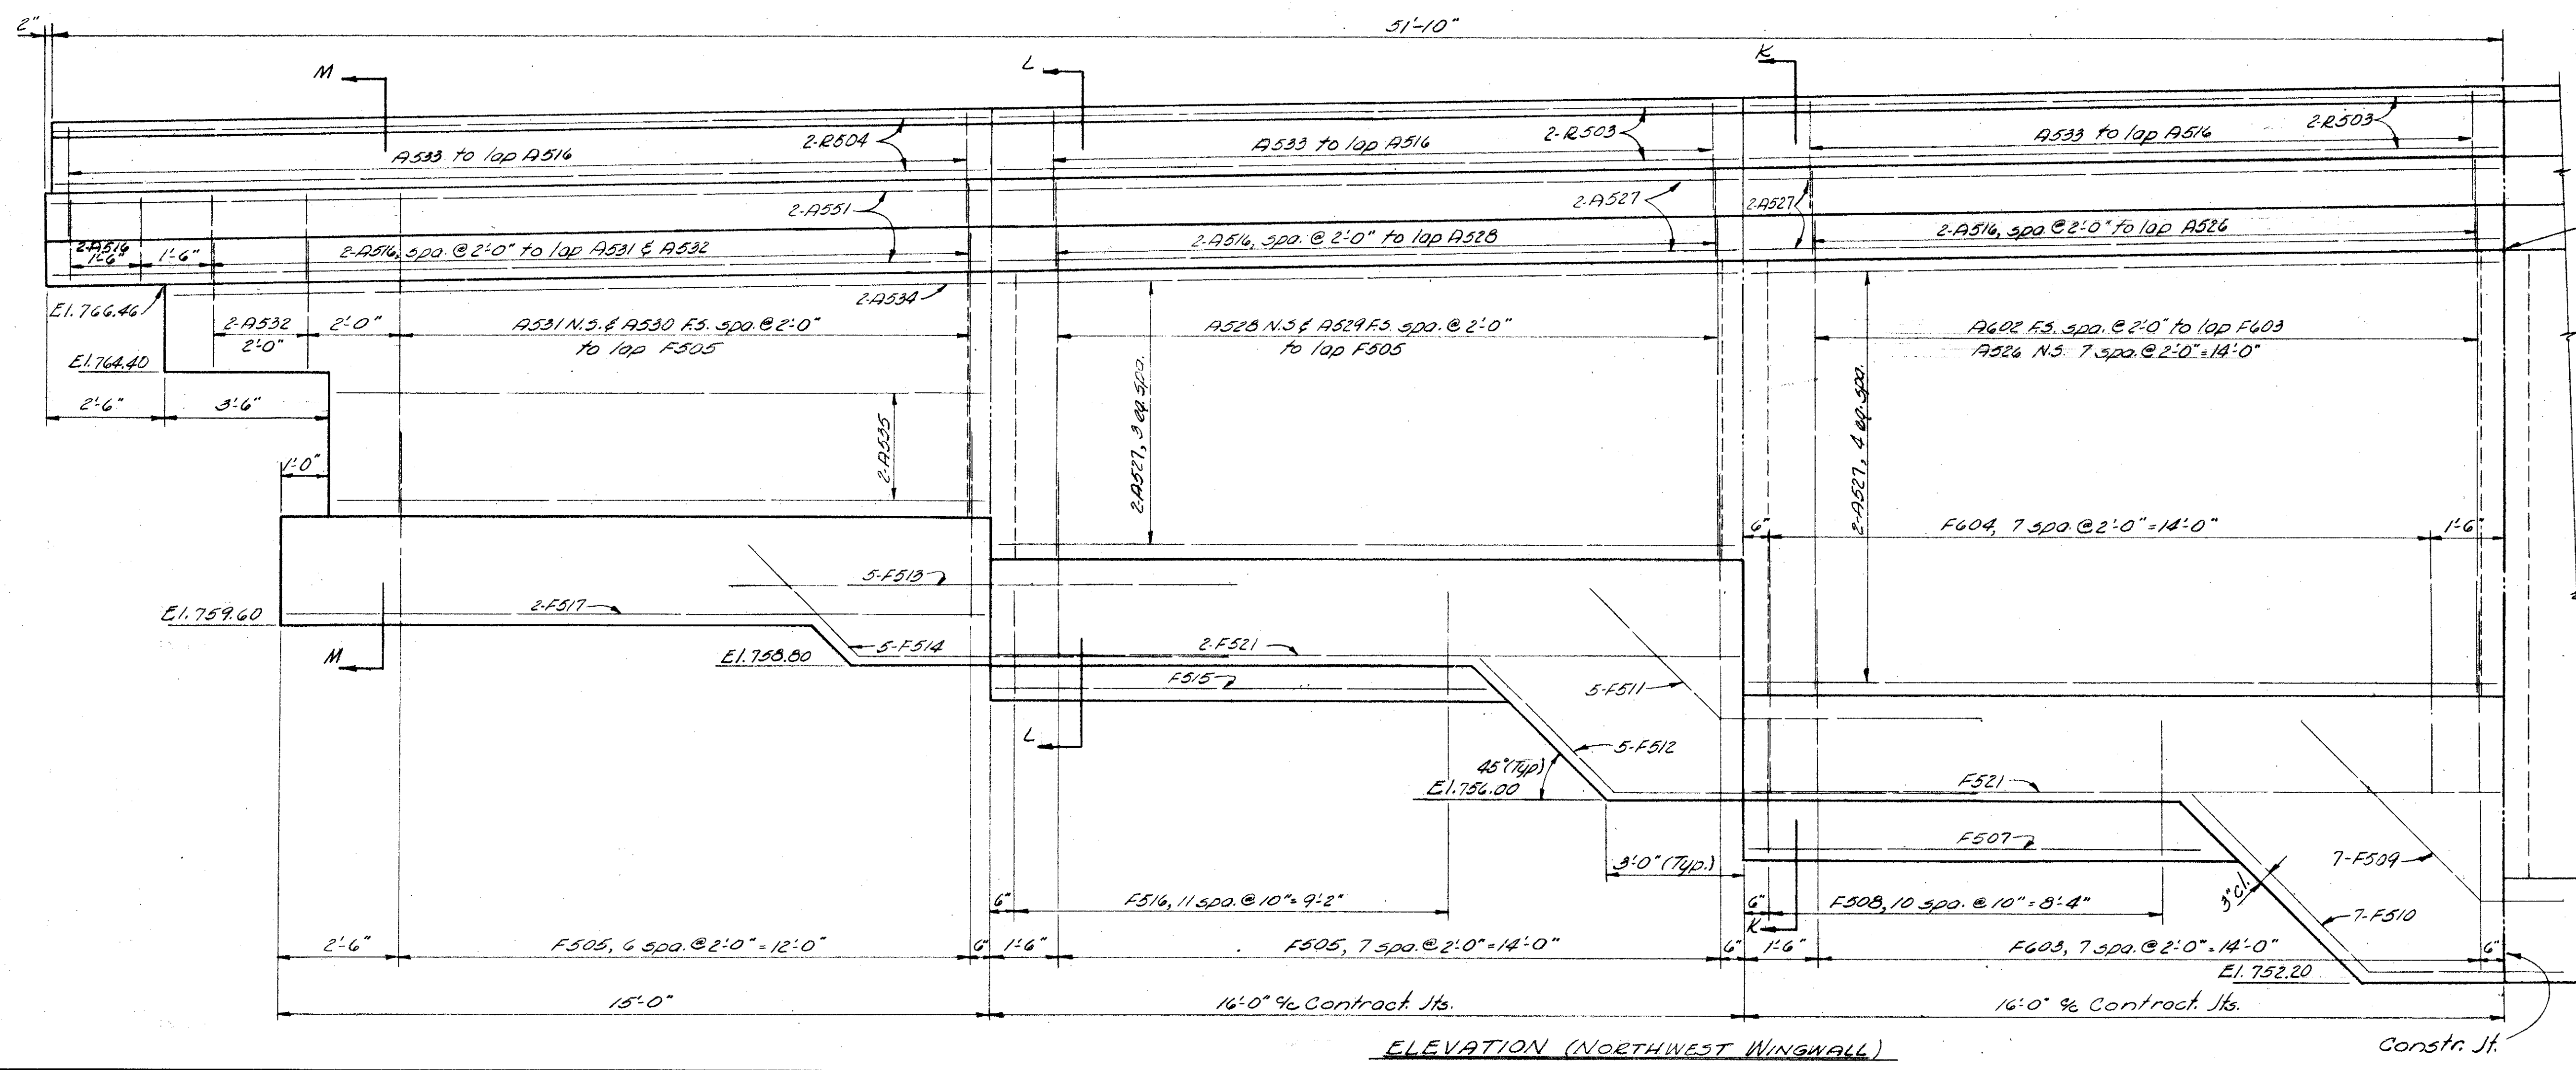 2"
51'-10"
M
L
K
2-R504
A533 to lap A516
2-R503
A533 to lap A516
2-R503
A533 to lap A516
2-A551
2-A527
2-A527
2-A516
1'-6"
1'-6"
2-A516, spa. @ 2'-0" to lap A531 & A532
2-A516, spa. @ 2'-0" to lap A528
2-A516, spa. @ 2'-0" to lap A526
El. 766.46
2-A534
2-A532
2'-0"
2'-0"
A531 N.S. & A530 F.S. spa. @ 2'-0"
to lap F505
A528 N.S & A529 F.S. spa. @ 2'-0"
to lap F505
A602 F.S. spa. @ 2'-0" to lap F603
A526 N.S. 7 spa. @ 2'-0" = 14'-0"
El. 764.40
2'-6"
3'-6"
2-A535
2-A527, 3 eq. spa.
2-A527, 4 eq. spa.
1'-0"
6"
F604, 7 spa. @ 2'-0" = 14'-0"
1'-6"
5-F513
2-F517
El. 759.60
5-F514
El. 758.80
M
2-F521
F515
5-F511
L
5-F512
45° (Typ)
El. 756.00
F521
F507
3'-0" (Typ.)
7-F509
3" cl.
7-F510
6"
F516, 11 spa. @ 10" = 9'-2"
6"
F508, 10 spa. @ 10" = 8'-4"
K
2'-6"
F505, 6 spa. @ 2'-0" = 12'-0"
6"
1'-6"
F505, 7 spa. @ 2'-0" = 14'-0"
6"
1'-6"
F603, 7 spa. @ 2'-0" = 14'-0"
6"
El. 752.20
15'-0"
16'-0" c/c Contract. Jts.
16'-0" c/c Contract. Jts.
Constr. Jt.
ELEVATION (NORTHWEST WINGWALL)